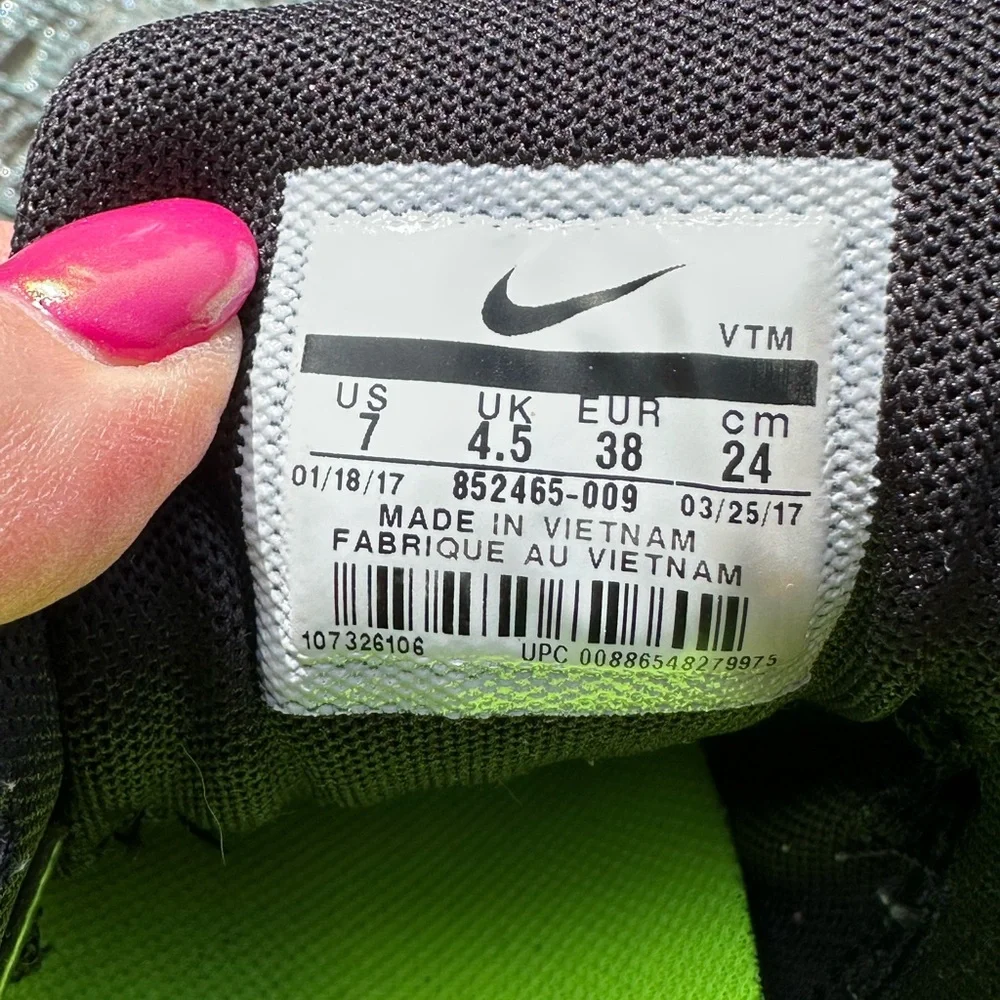 VTM
US UK EUR cm
7 4.5 38 24
01/18/17 852465-009 03/25/17
MADE IN VIETNAM
FABRIQUE AU VIETNAM
107326106 UPC 00886548279975